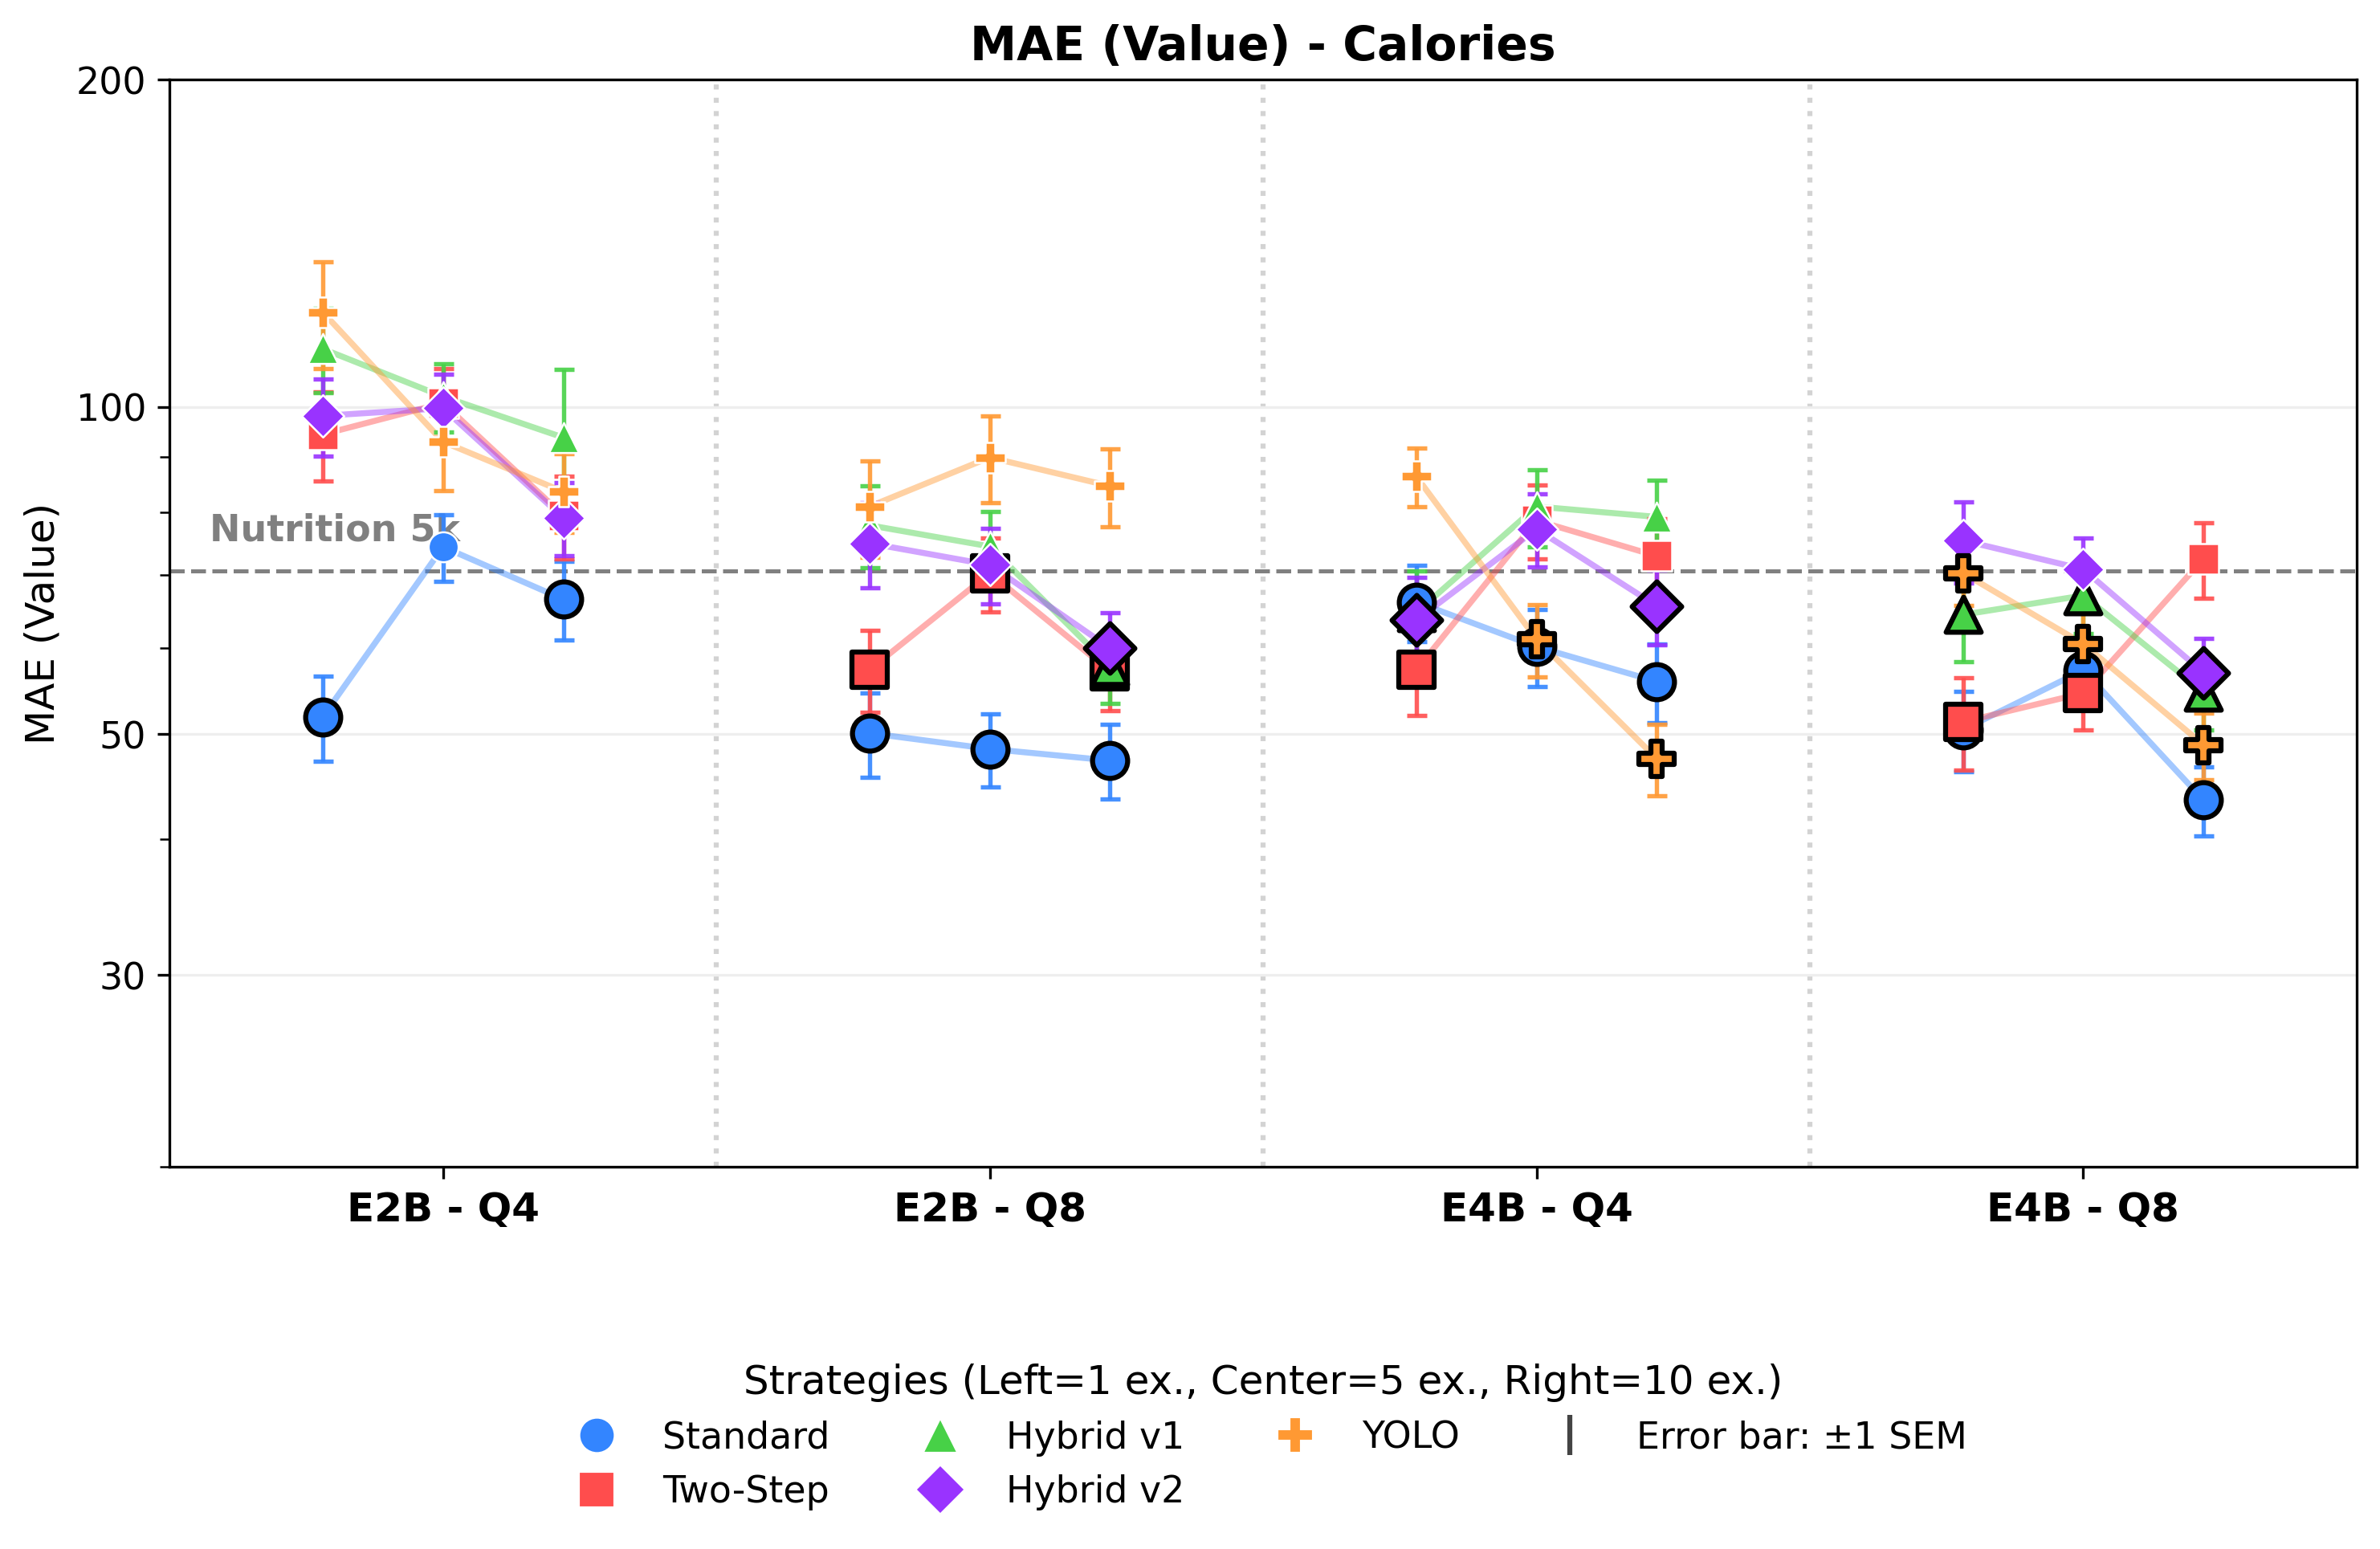 MAE (Value) - Calories
200
100
50
30
MAE (Value)
Nutrition 5k
E2B - Q4
E2B - Q8
E4B - Q4
E4B - Q8
Strategies (Left=1 ex., Center=5 ex., Right=10 ex.)
Standard
Hybrid v1
YOLO
Error bar: ±1 SEM
Two-Step
Hybrid v2